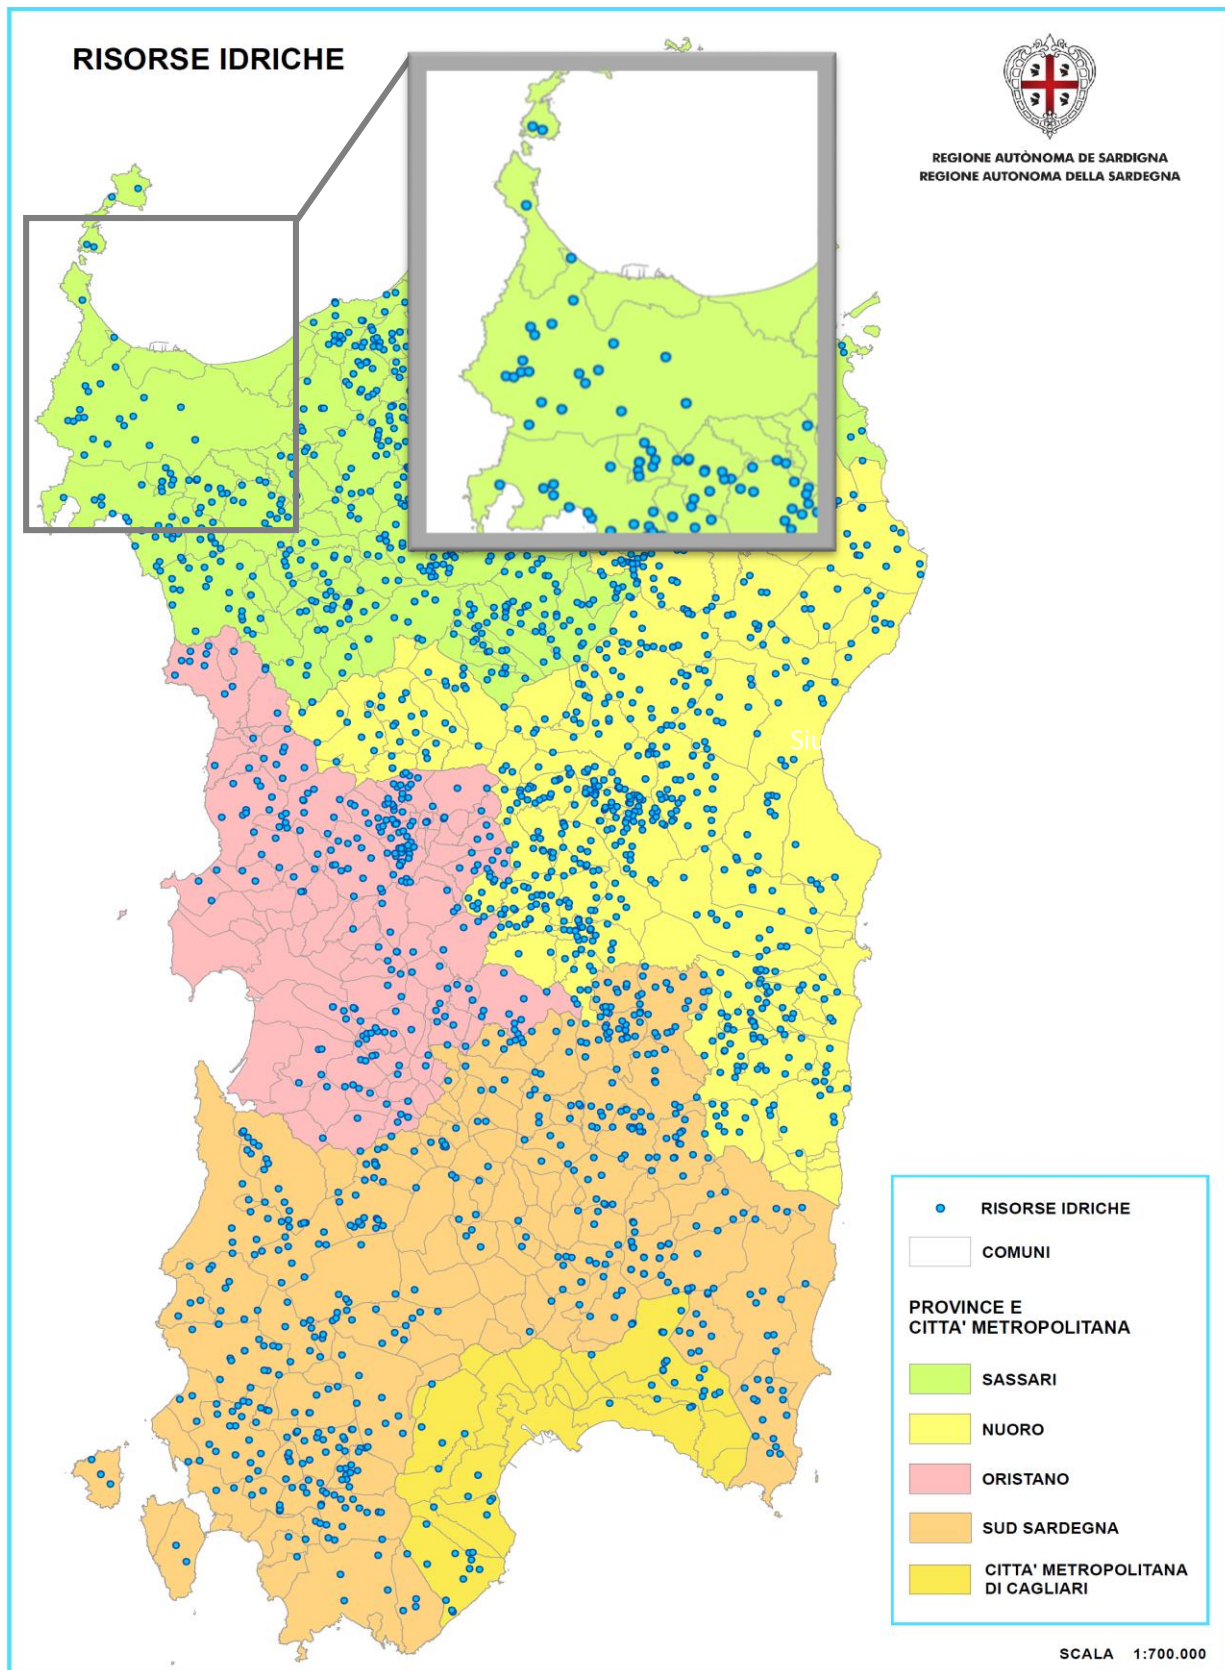 RISORSE IDRICHE
REGIONE AUTÒNOMA DE SARDIGNA
REGIONE AUTONOMA DELLA SARDEGNA
Siu
RISORSE IDRICHE
COMUNI
PROVINCE E
CITTA' METROPOLITANA
SASSARI
NUORO
ORISTANO
SUD SARDEGNA
CITTA' METROPOLITANA
DI CAGLIARI
SCALA 1:700.000